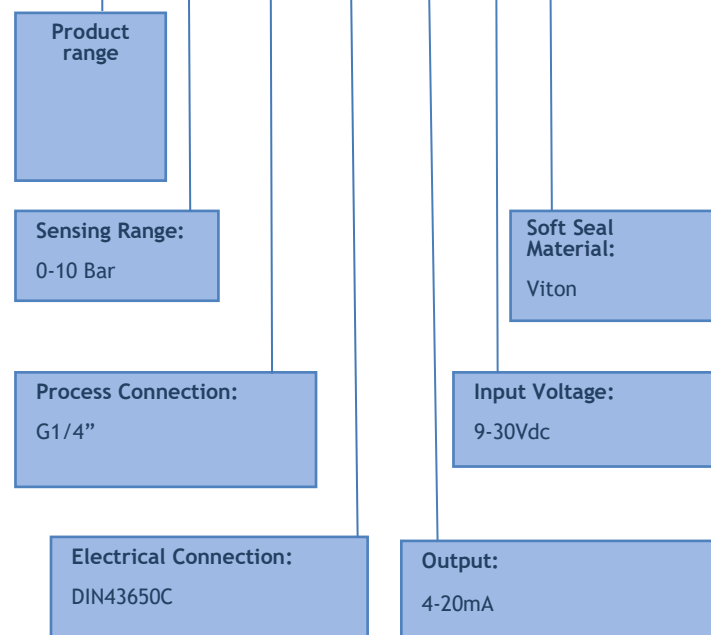 Product
range
Sensing Range:
0-10 Bar
Soft Seal
Material:
Viton
Process Connection:
G1/4”
Input Voltage:
9-30Vdc
Electrical Connection:
DIN43650C
Output:
4-20mA